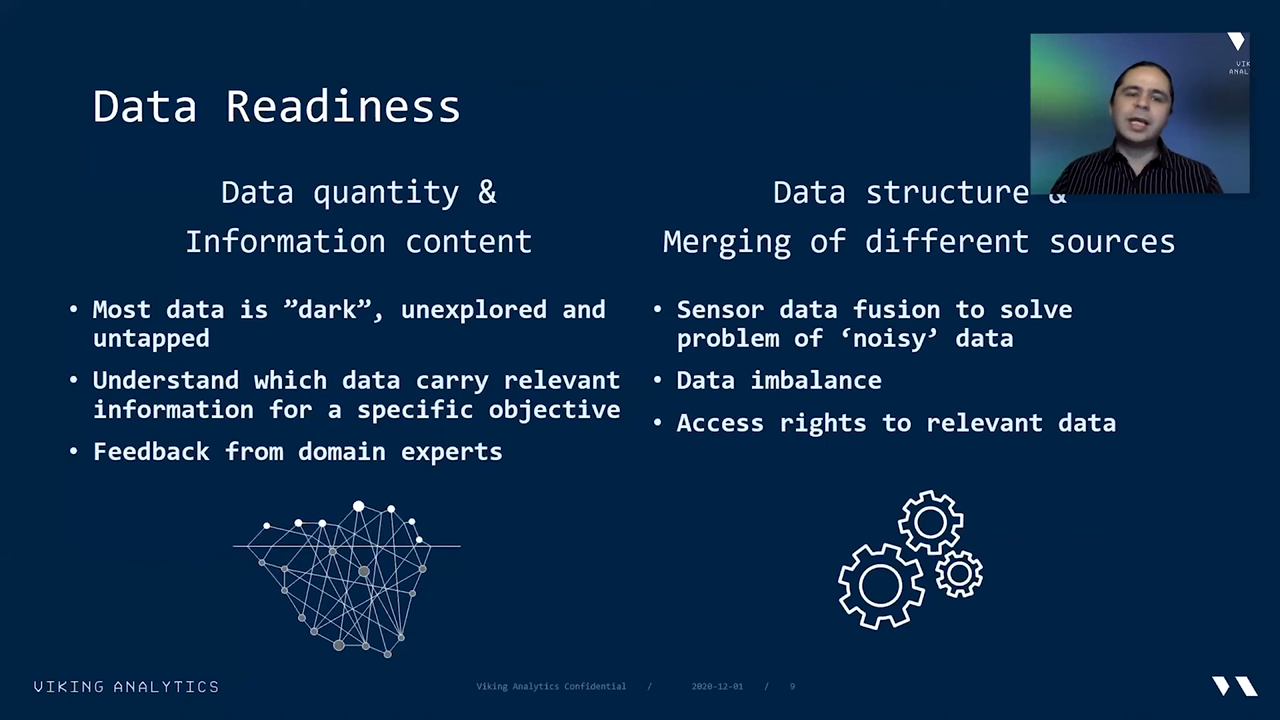 Data Readiness
Data quantity &
Information content
• Most data is ”dark”, unexplored and
untapped
• Understand which data carry relevant
information for a specific objective
• Feedback from domain experts
Data structure &
Merging of different sources
• Sensor data fusion to solve
problem of ‘noisy’ data
• Data imbalance
• Access rights to relevant data
VIKING ANALYTICS
Viking Analytics Confidential / 2020-12-01 / 9